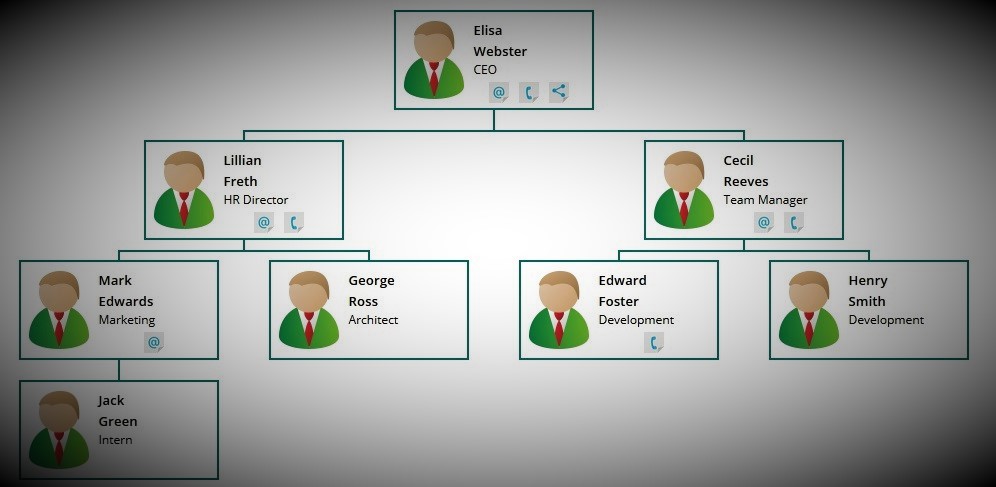 Elisa
Webster
CEO
@
Lillian
Freth
HR Director
@
Cecil
Reeves
Team Manager
@
Mark
Edwards
Marketing
@
George
Ross
Architect
Edward
Foster
Development
Henry
Smith
Development
Jack
Green
Intern